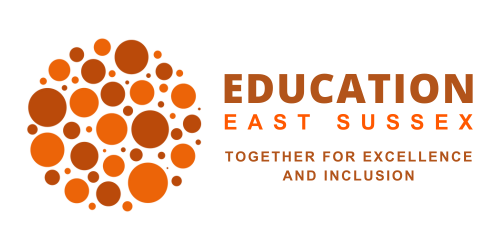 EDUCATION
EAST SUSSEX
TOGETHER FOR EXCELLENCE
AND INCLUSION